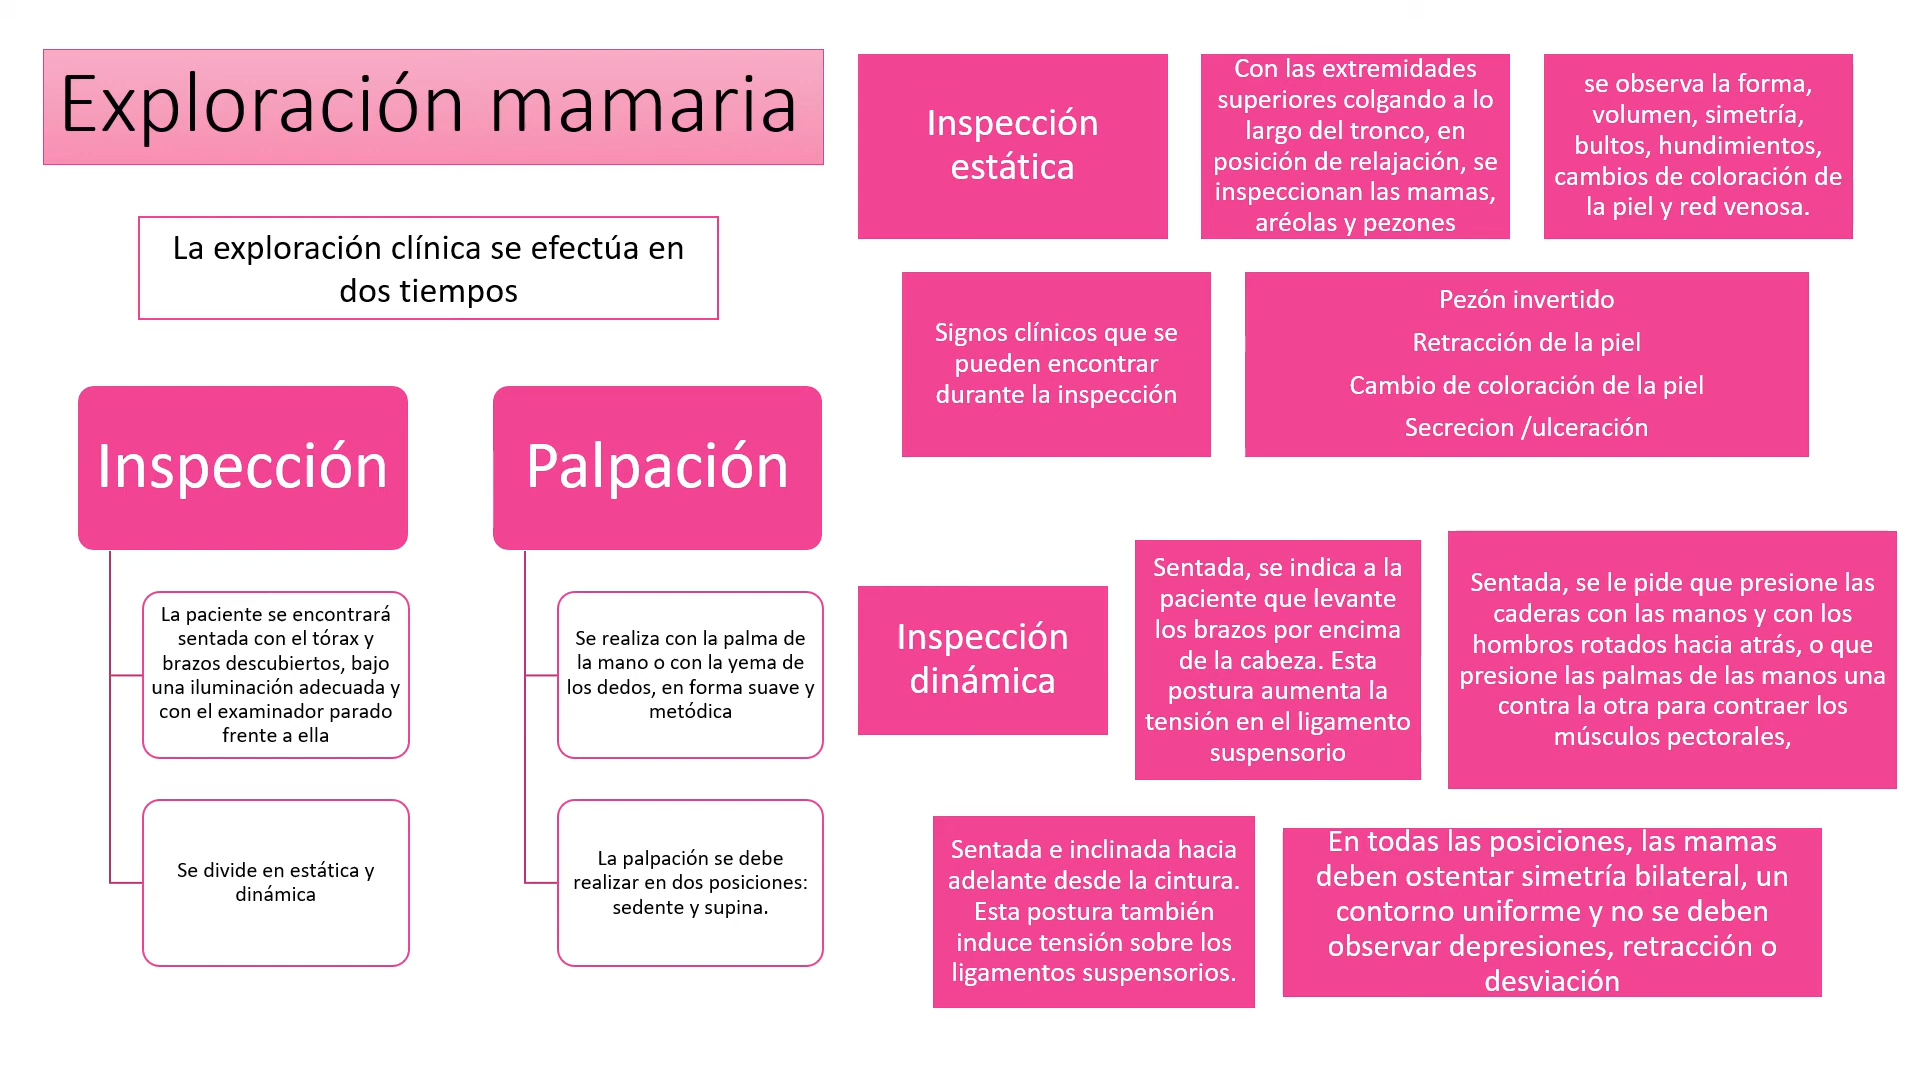 Exploración mamaria
La exploración clínica se efectúa en
dos tiempos
Inspección
La paciente se encontrará
sentada con el tórax y
brazos descubiertos, bajo
una iluminación adecuada y
con el examinador parado
frente a ella
Se divide en estática y
dinámica
Palpación
Se realiza con la palma de
la mano o con la yema de
los dedos, en forma suave y
metódica
La palpación se debe
realizar en dos posiciones:
sedente y supina.
Inspección
estática
Con las extremidades
superiores colgando a lo
largo del tronco, en
posición de relajación, se
inspeccionan las mamas,
aréolas y pezones
se observa la forma,
volumen, simetría,
bultos, hundimientos,
cambios de coloración de
la piel y red venosa.
Signos clínicos que se
pueden encontrar
durante la inspección
Pezón invertido
Retracción de la piel
Cambio de coloración de la piel
Secrecion /ulceración
Inspección
dinámica
Sentada, se indica a la
paciente que levante
los brazos por encima
de la cabeza. Esta
postura aumenta la
tensión en el ligamento
suspensorio
Sentada, se le pide que presione las
caderas con las manos y con los
hombros rotados hacia atrás, o que
presione las palmas de las manos una
contra la otra para contraer los
músculos pectorales,
Sentada e inclinada hacia
adelante desde la cintura.
Esta postura también
induce tensión sobre los
ligamentos suspensorios.
En todas las posiciones, las mamas
deben ostentar simetría bilateral, un
contorno uniforme y no se deben
observar depresiones, retracción o
desviación